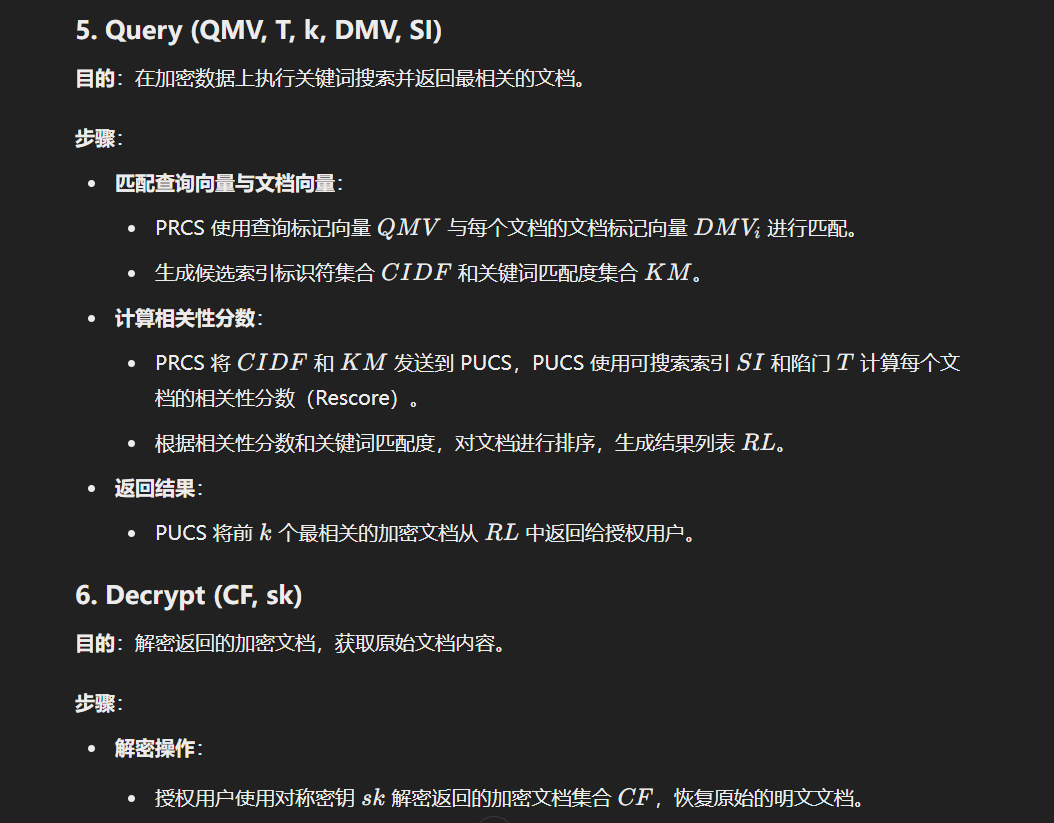 5. Query (QMV, T, k, DMV, SI)
目的：在加密数据上执行关键词搜索并返回最相关的文档。
步骤：
• 匹配查询向量与文档向量：
• PRCS 使用查询标记向量 QMV 与每个文档的文档标记向量 DMVᵢ 进行匹配。
• 生成候选索引标识符集合 CIDF 和关键词匹配度集合 KM。
• 计算相关性分数：
• PRCS 将 CIDF 和 KM 发送到 PUCS，PUCS 使用可搜索索引 SI 和陷门 T 计算每个文
档的相关性分数（Rescore）。
• 根据相关性分数和关键词匹配度，对文档进行排序，生成结果列表 RL。
• 返回结果：
• PUCS 将前 k 个最相关的加密文档从 RL 中返回给授权用户。
6. Decrypt (CF, sk)
目的：解密返回的加密文档，获取原始文档内容。
步骤：
• 解密操作：
• 授权用户使用对称密钥 sk 解密返回的加密文档集合 CF，恢复原始的明文文档。